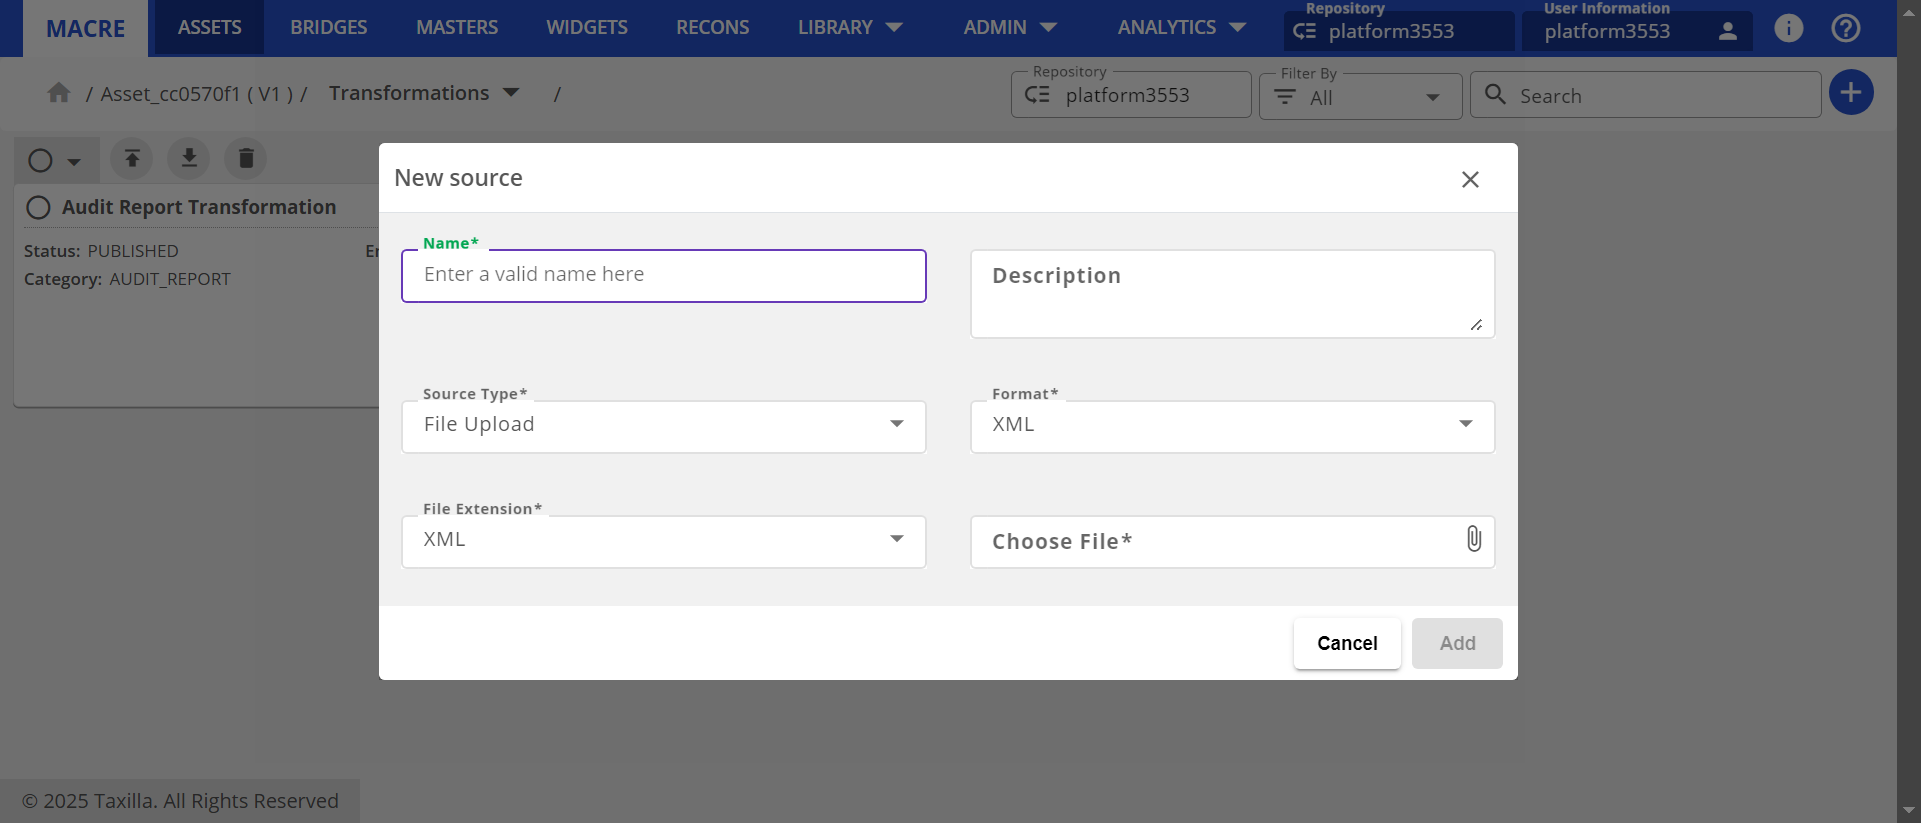 MACRE ASSETS BRIDGES MASTERS WIDGETS RECONS LIBRARY ADMIN ANALYTICS
Repository
platform3553
User Information
platform3553
/ Asset_cc0570f1 ( V1 ) / Transformations /
Repository
platform3553
Filter By
All
Search
Audit Report Transformation
Status: PUBLISHED
Category: AUDIT_REPORT
New source
Name*
Enter a valid name here
Description
Source Type*
File Upload
Format*
XML
File Extension*
XML
Choose File*
Cancel Add
© 2025 Taxilla. All Rights Reserved